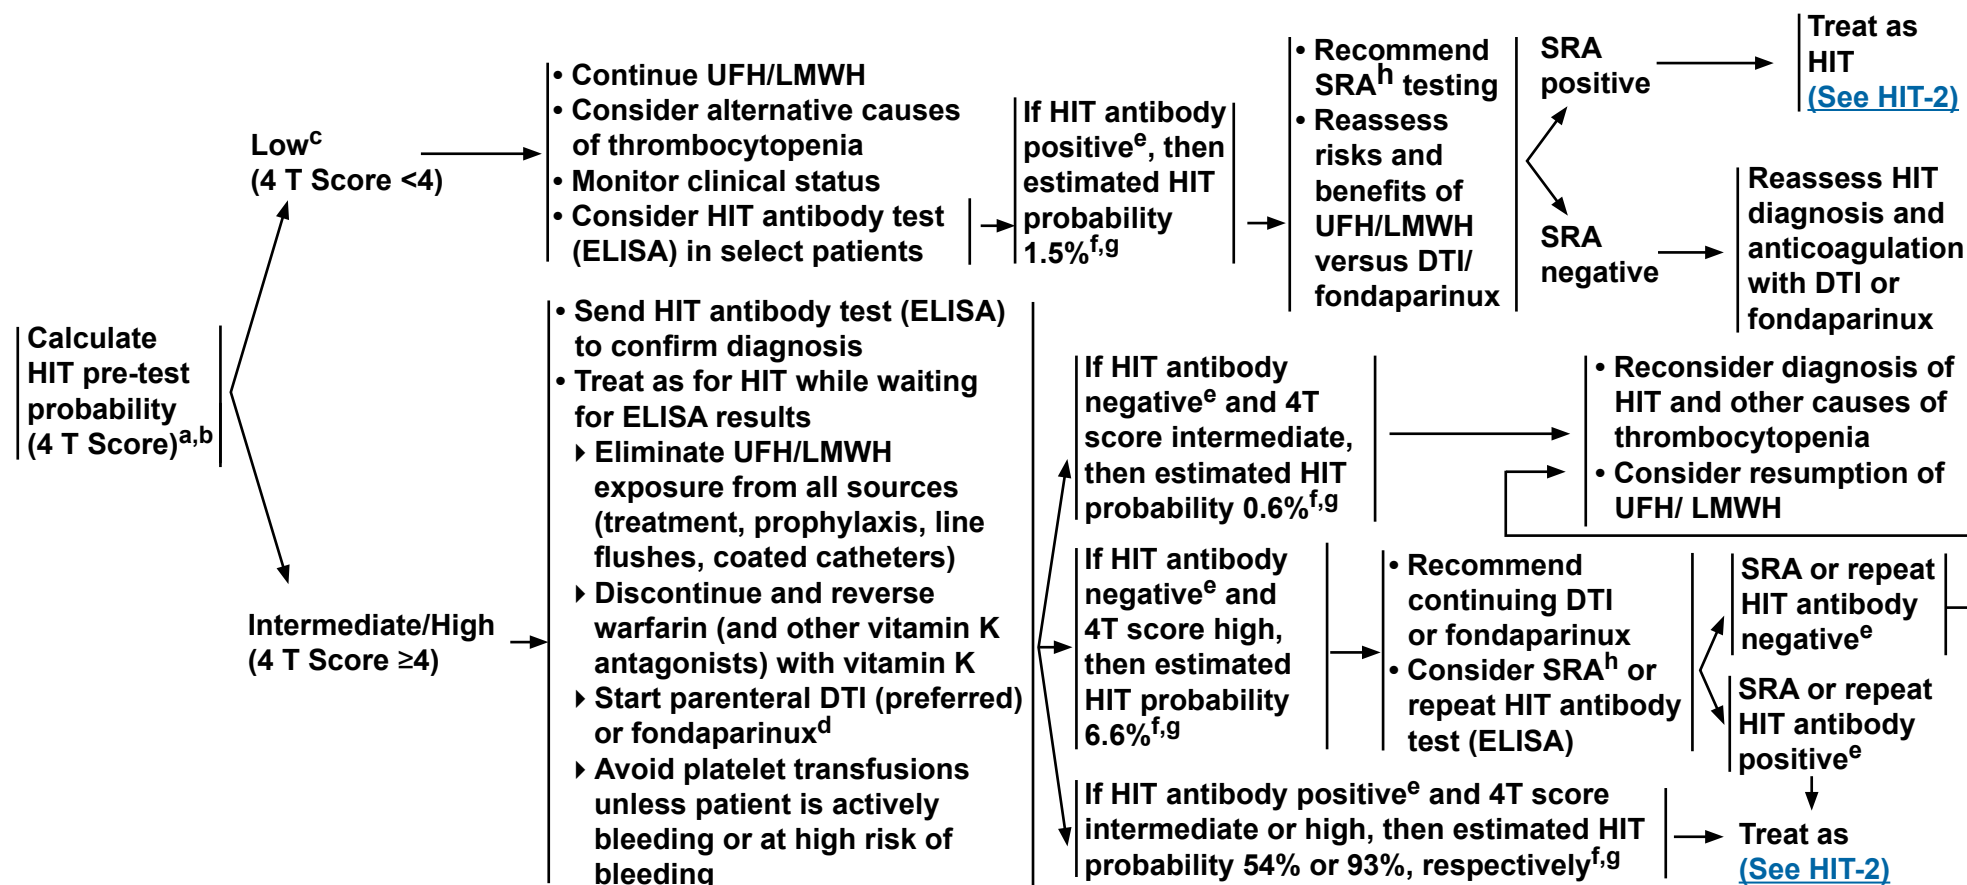 Calculate
HIT pre-test
probability
(4 T Score)a,b
Lowc
(4 T Score <4)
• Continue UFH/LMWH
• Consider alternative causes
of thrombocytopenia
• Monitor clinical status
• Consider HIT antibody test
(ELISA) in select patients
If HIT antibody
positivee, then
estimated HIT
probability
1.5%f,g
• Recommend
SRAh testing
• Reassess
risks and
benefits of
UFH/LMWH
versus DTI/
fondaparinux
SRA
positive
Treat as
HIT
(See HIT-2)
SRA
negative
Reassess HIT
diagnosis and
anticoagulation
with DTI or
fondaparinux
Intermediate/High
(4 T Score ≥4)
• Send HIT antibody test (ELISA)
to confirm diagnosis
• Treat as for HIT while waiting
for ELISA results
▸ Eliminate UFH/LMWH
exposure from all sources
(treatment, prophylaxis, line
flushes, coated catheters)
▸ Discontinue and reverse
warfarin (and other vitamin K
antagonists) with vitamin K
▸ Start parenteral DTI (preferred)
or fondaparinuxd
▸ Avoid platelet transfusions
unless patient is actively
bleeding or at high risk of
bleeding
If HIT antibody
negativee and 4T
score intermediate,
then estimated HIT
probability 0.6%f,g
• Reconsider diagnosis of
HIT and other causes of
thrombocytopenia
• Consider resumption of
UFH/ LMWH
If HIT antibody
negativee and
4T score high,
then estimated
HIT probability
6.6%f,g
• Recommend
continuing DTI
or fondaparinux
• Consider SRAh or
repeat HIT antibody
test (ELISA)
SRA or repeat
HIT antibody
negativee
SRA or repeat
HIT antibody
positivee
If HIT antibody positivee and 4T score
intermediate or high, then estimated HIT
probability 54% or 93%, respectivelyf,g
Treat as
(See HIT-2)